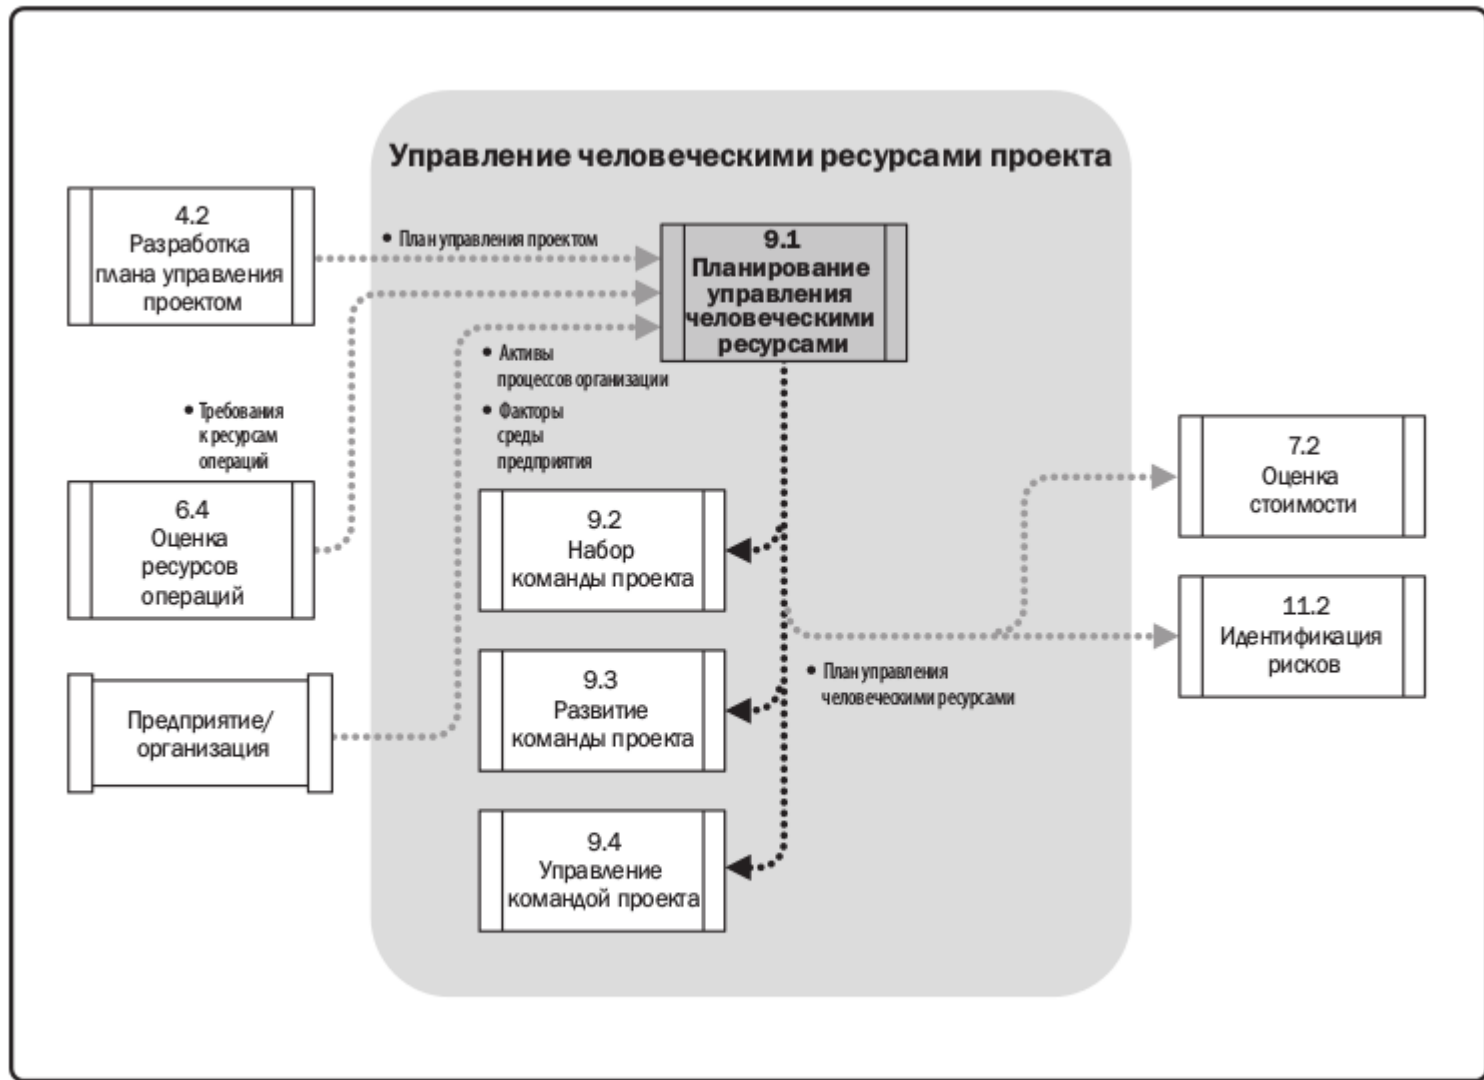 Управление человеческими ресурсами проекта
4.2
Разработка
плана управления
проектом
• План управления проектом
9.1
Планирование
управления
человеческими
ресурсами
• Активы
процессов организации
• Факторы
среды
предприятия
• Требования
к ресурсам
операций
6.4
Оценка
ресурсов
операций
9.2
Набор
команды проекта
7.2
Оценка
стоимости
11.2
Идентификация
рисков
• План управления
человеческими ресурсами
Предприятие/
организация
9.3
Развитие
команды проекта
9.4
Управление
командой проекта